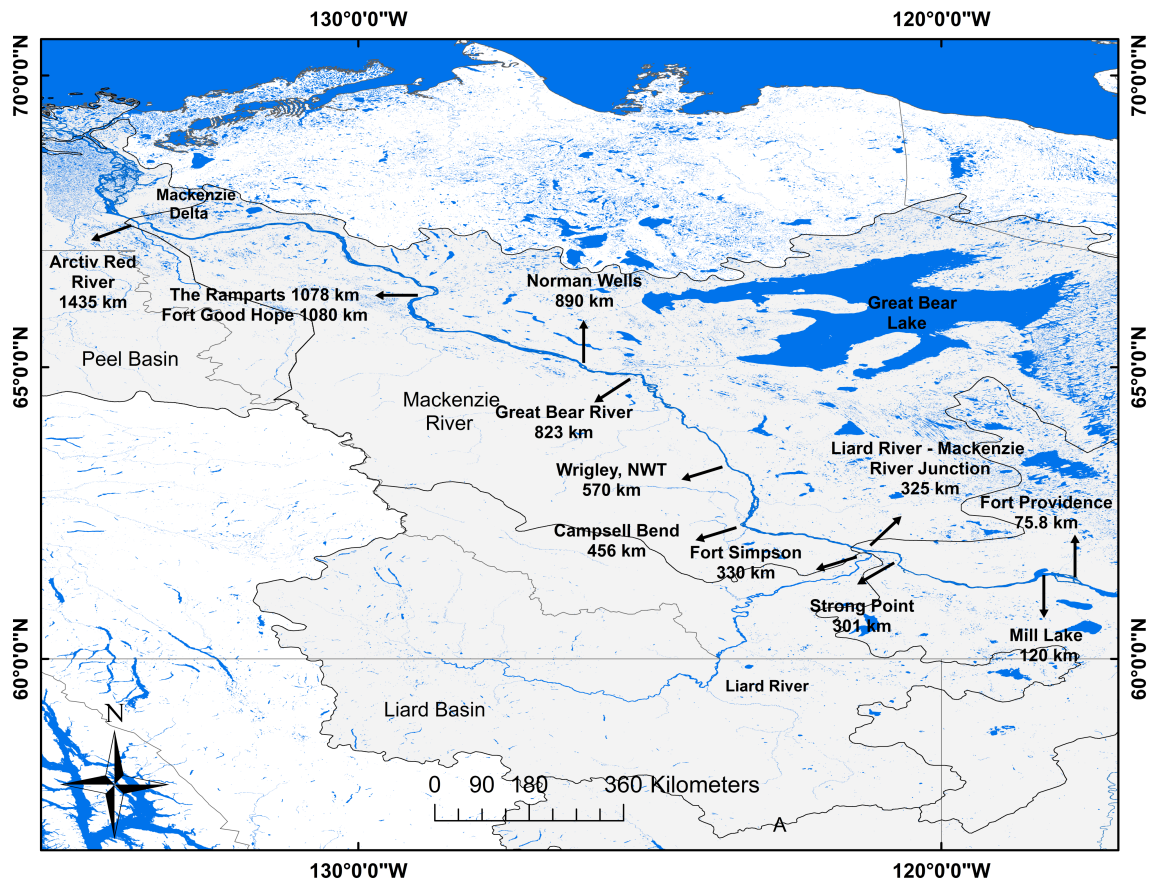 130°0'0"W
120°0'0"W
70°0'0"N
70°0'0"N
Mackenzie
Delta
Arctiv Red
River
1435 km
The Ramparts 1078 km
Fort Good Hope 1080 km
Norman Wells
890 km
Great Bear
Lake
Peel Basin
65°0'0"N
65°0'0"N
Mackenzie
River
Great Bear River
823 km
Wrigley, NWT
570 km
Liard River - Mackenzie
River Junction
325 km
Fort Providence
75.8 km
Campsell Bend
456 km
Fort Simpson
330 km
Strong Point
301 km
Mill Lake
120 km
60°0'0"N
60°0'0"N
Liard River
Liard Basin
N
0 90 180 360 Kilometers
A
130°0'0"W
120°0'0"W